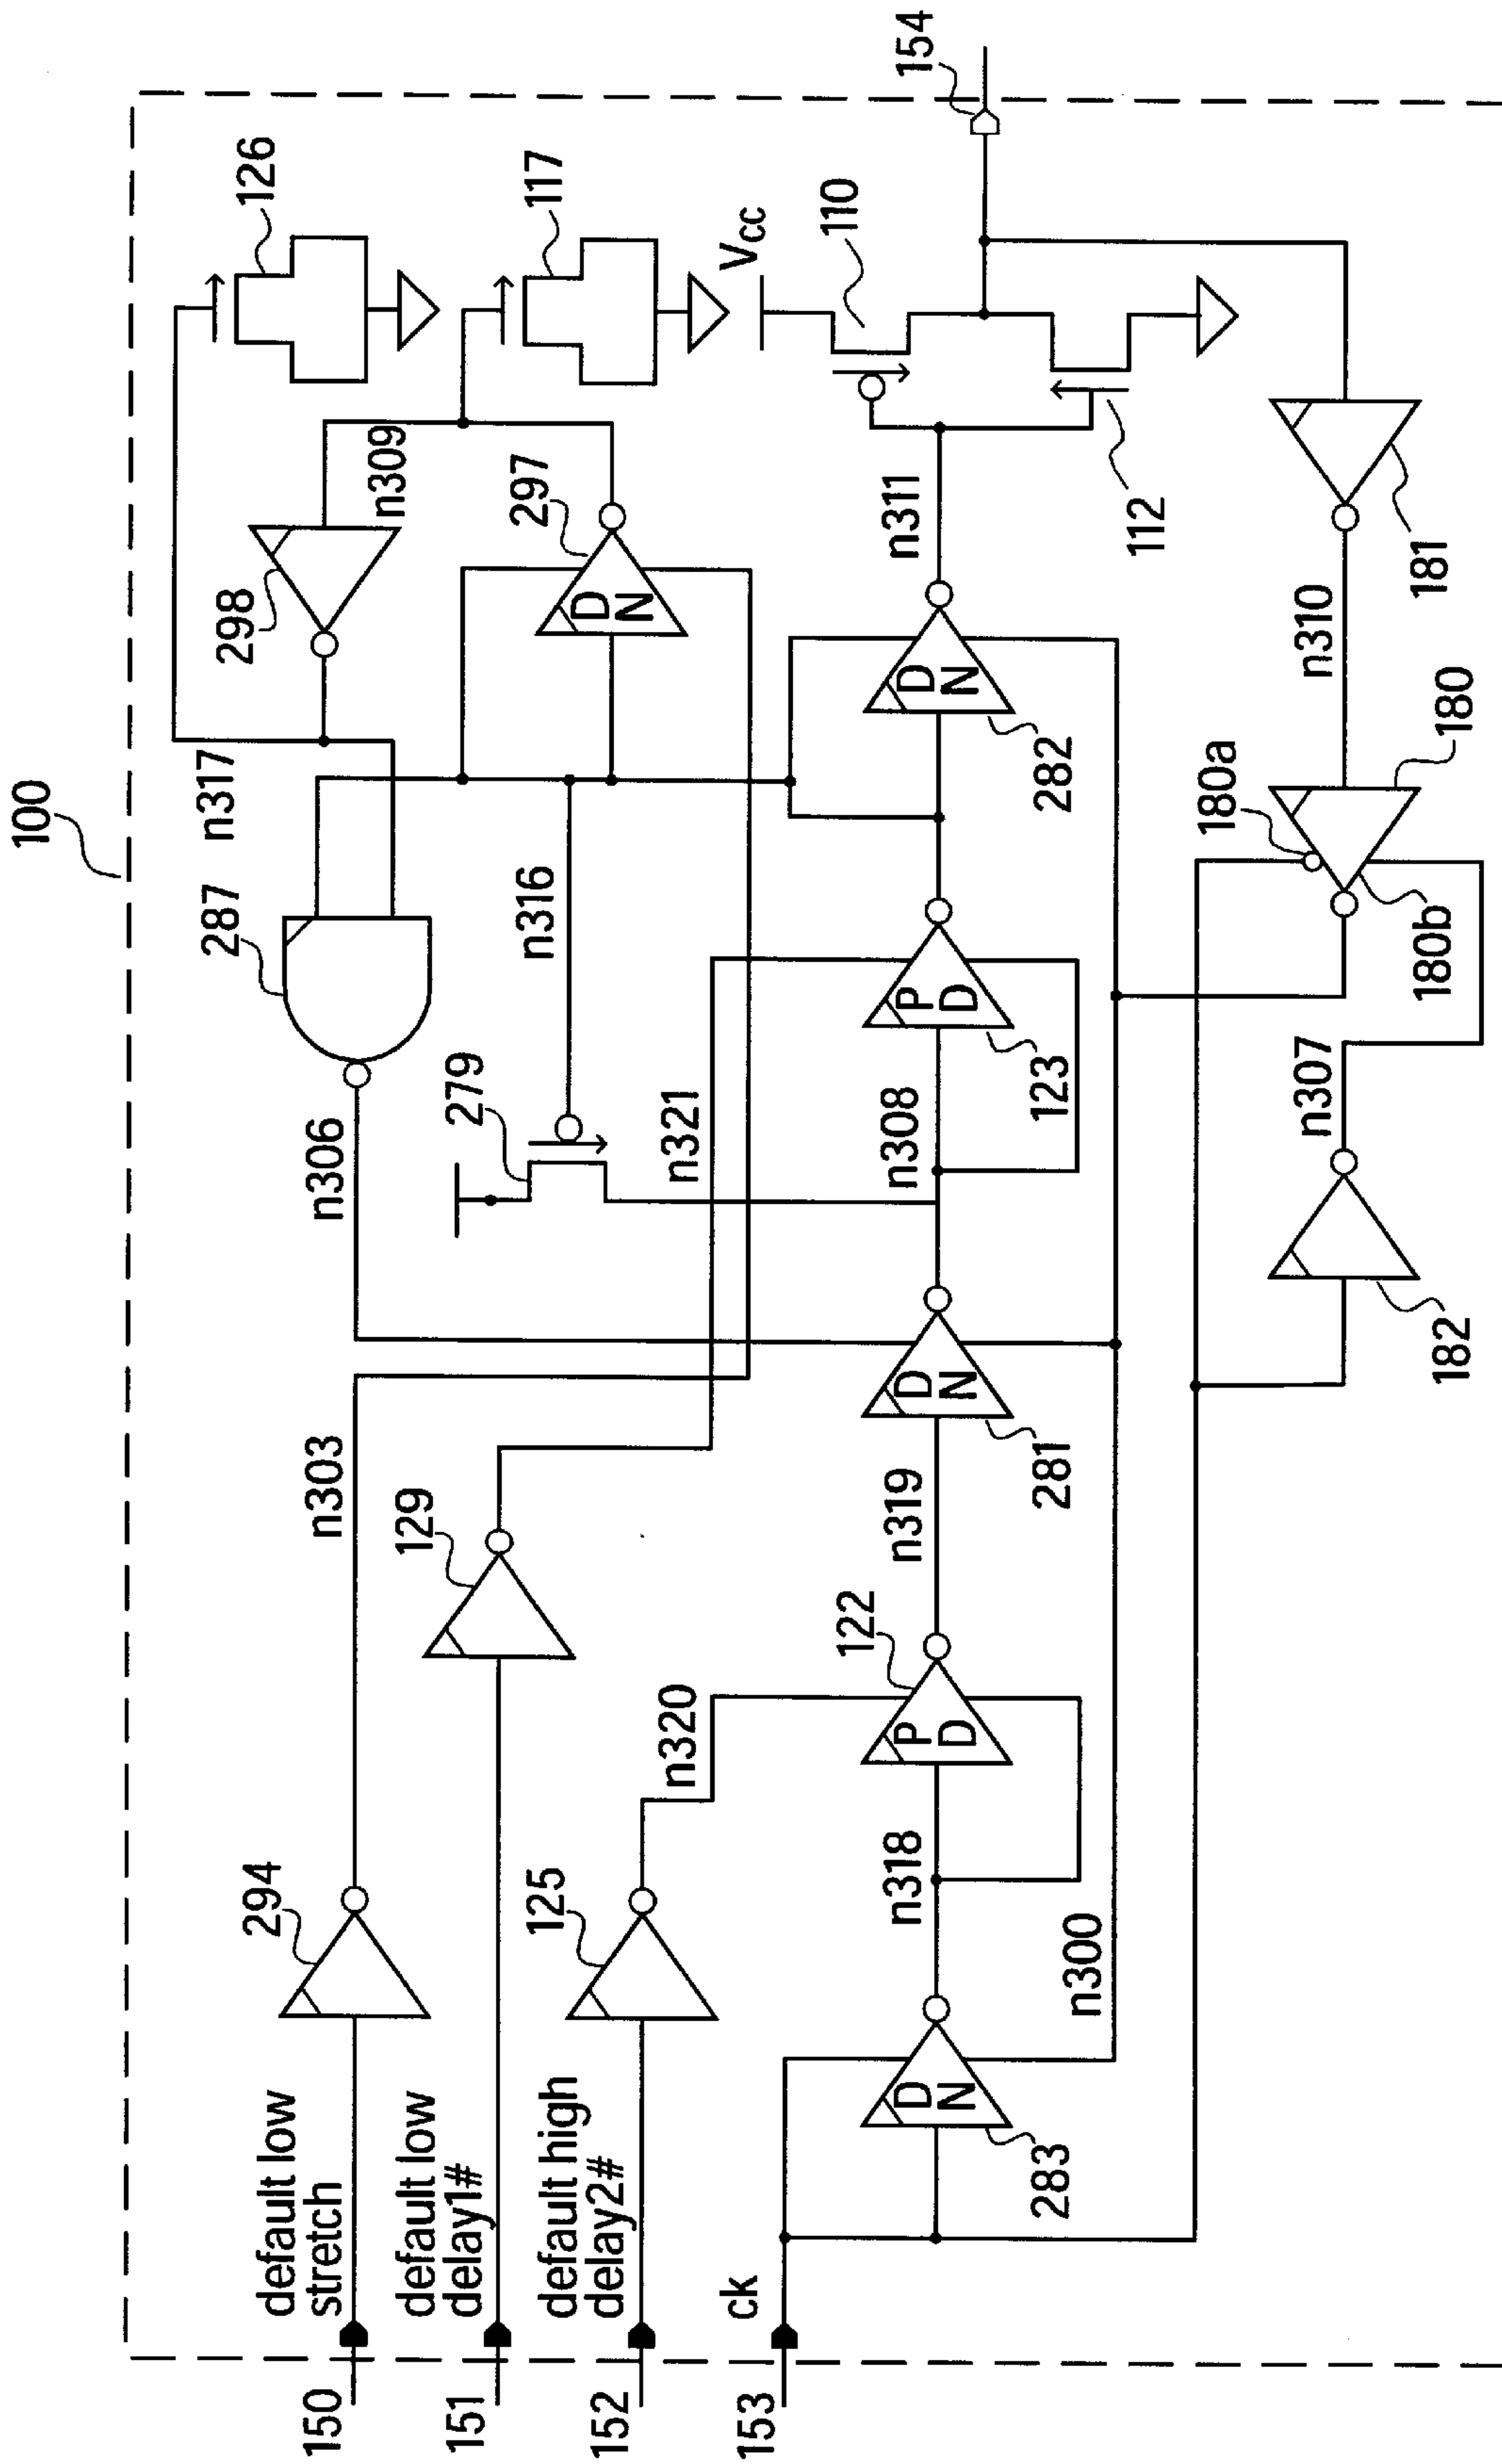 100
126
117
VCC
110
154
112
298
n309
297
n317
287
n316
279
n306
n321
n303
294
129
125
n320
default low
stretch
default low
delay1#
default high
delay2#
ck
150
151
152
153
D
N
283
n318
P
D
122
n319
D
N
281
n308
P
D
123
D
N
282
n311
D
N
n300
182
n307
180a
180b
180
n310
181